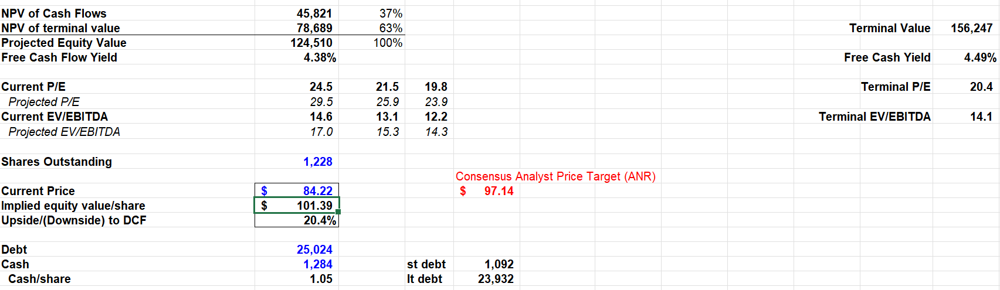 NPV of Cash Flows 45,821 37%
NPV of terminal value 78,689 63% Terminal Value 156,247
Projected Equity Value 124,510 100%
Free Cash Flow Yield 4.38% Free Cash Yield 4.49%
Current P/E 24.5 21.5 19.8 Terminal P/E 20.4
Projected P/E 29.5 25.9 23.9
Current EV/EBITDA 14.6 13.1 12.2 Terminal EV/EBITDA 14.1
Projected EV/EBITDA 17.0 15.3 14.3
Shares Outstanding 1,228
Consensus Analyst Price Target (ANR)
Current Price $ 84.22 $ 97.14
Implied equity value/share $ 101.39
Upside/(Downside) to DCF 20.4%
Debt 25,024
Cash 1,284 st debt 1,092
Cash/share 1.05 lt debt 23,932